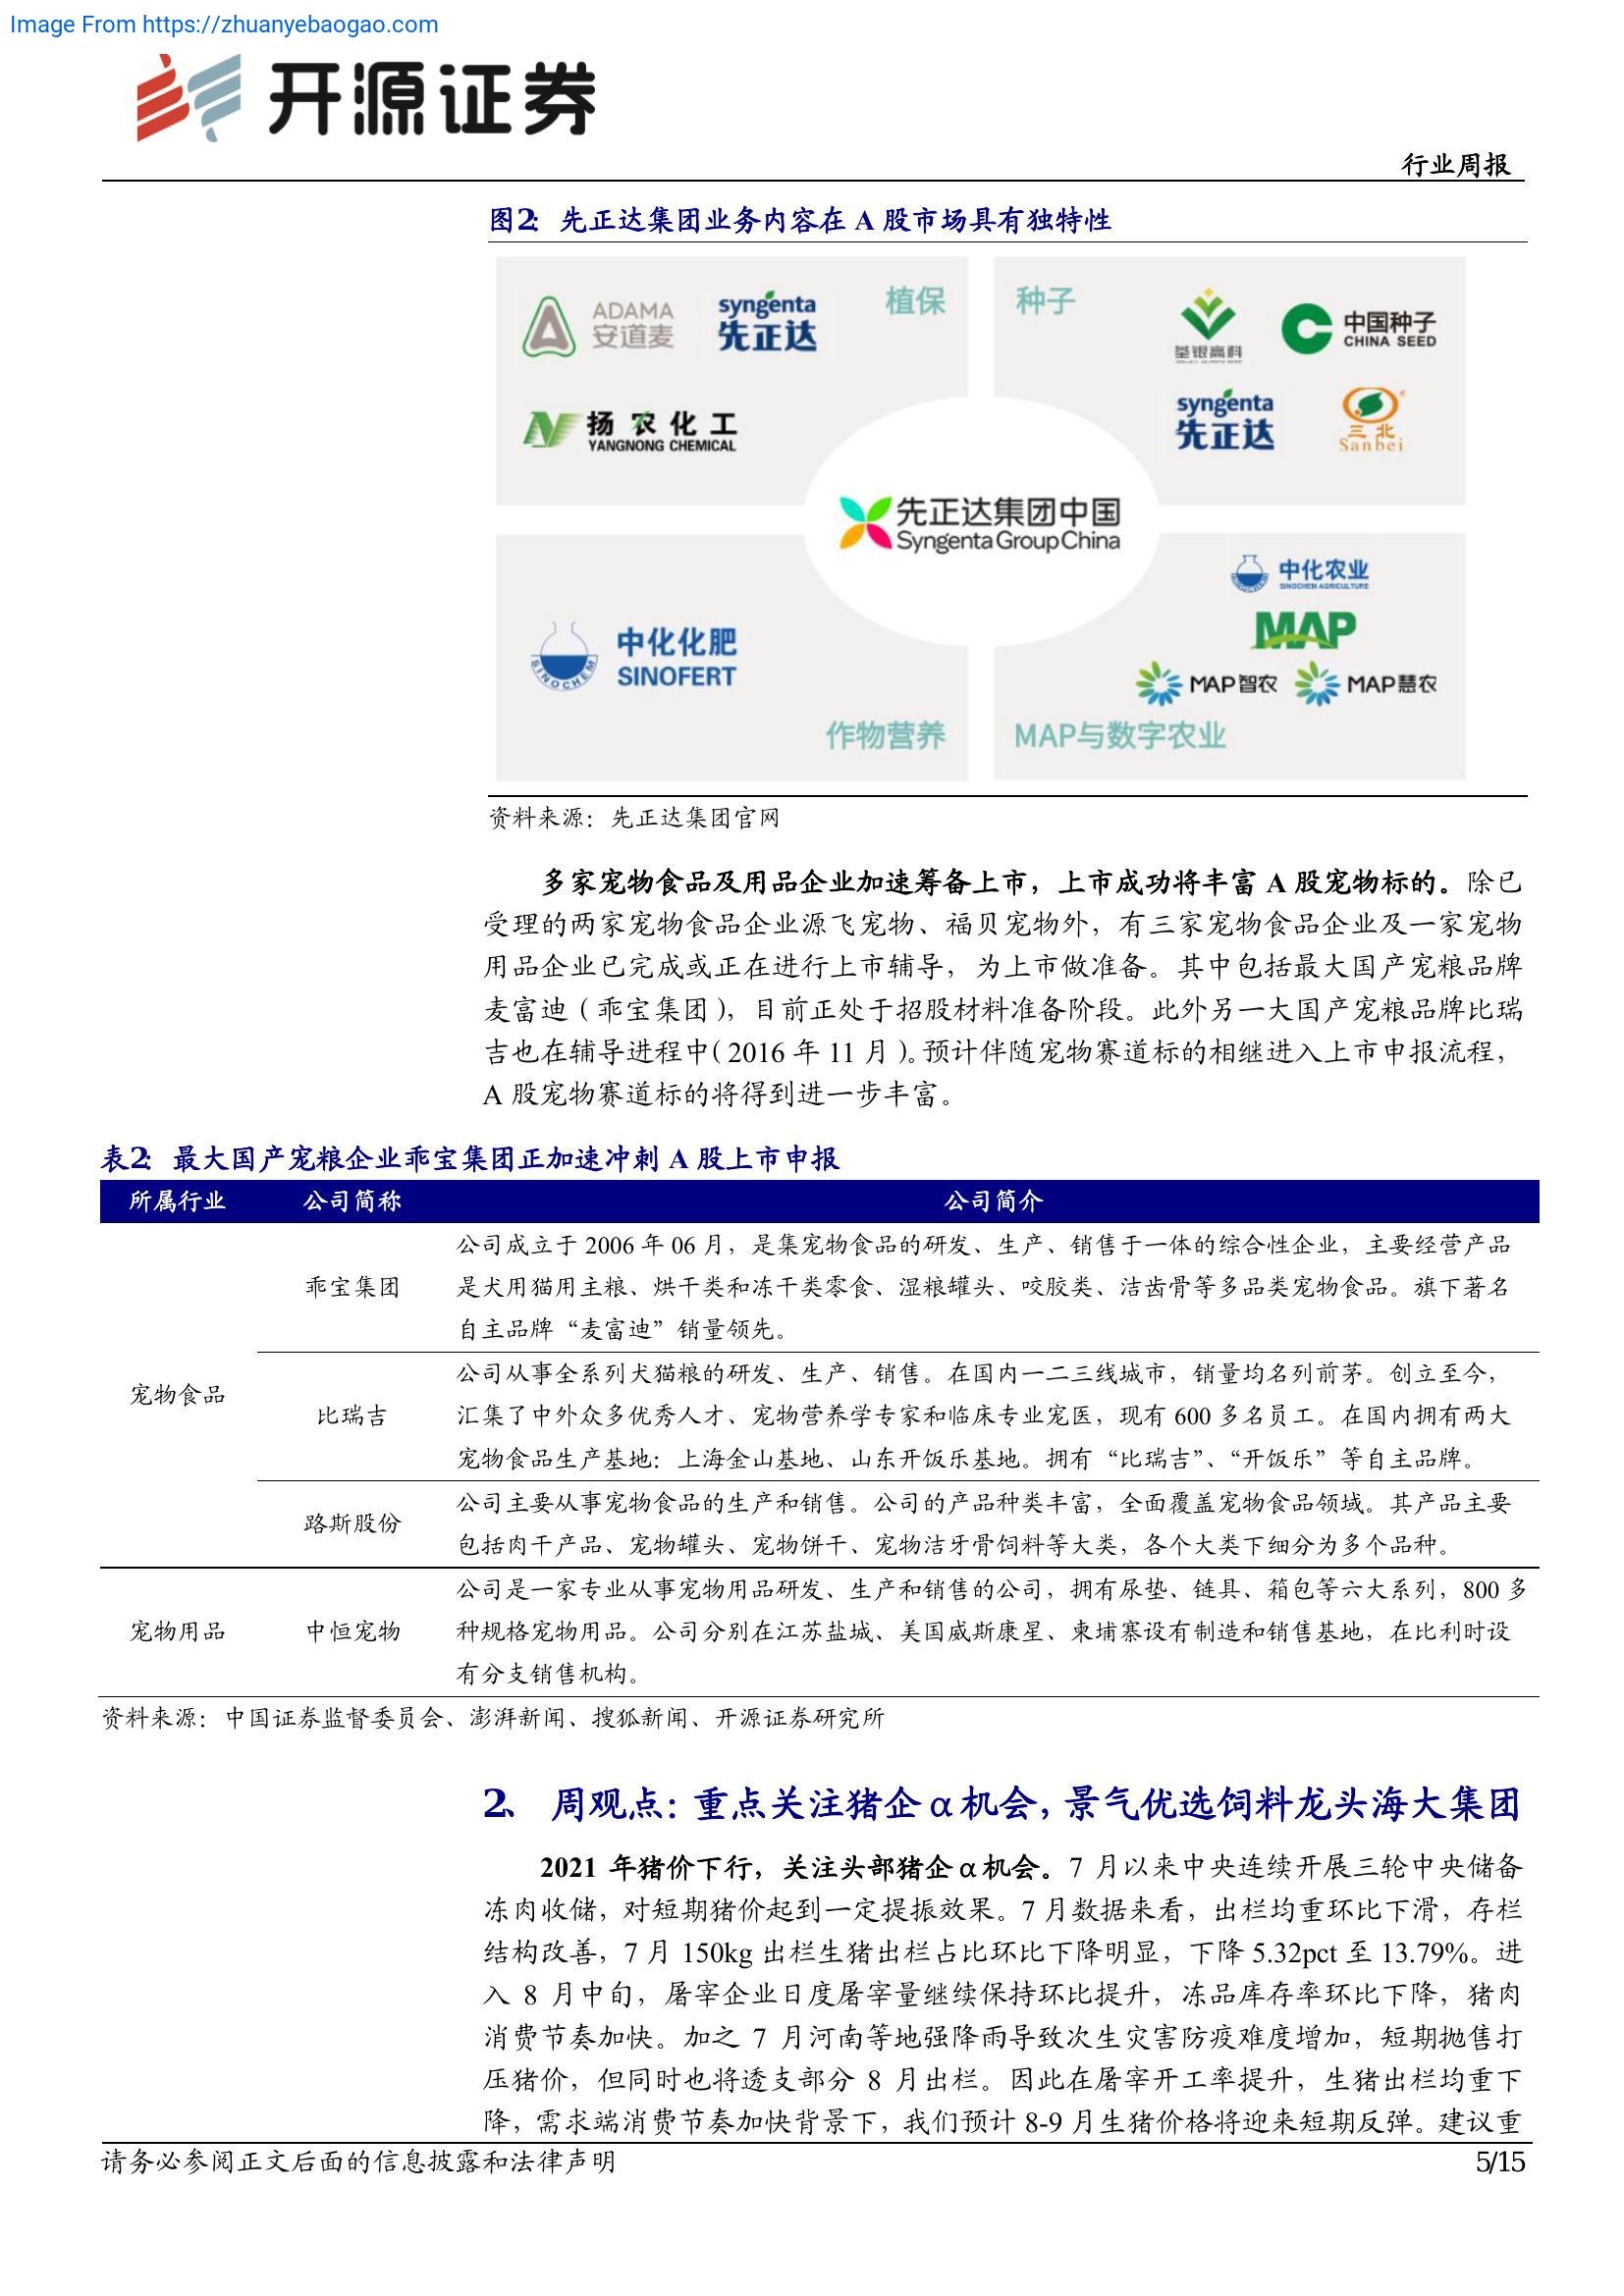 Image From https://zhuanyebaogao.com
开源证券
行业周报
图2: 先正达集团业务内容在 A 股市场具有独特性
ADAMA
安道麦
syngenta
先正达
植保
扬农化工
YANGNONG CHEMICAL
种子
圣银高科
中国种子
CHINA SEED
syngenta
先正达
三北
Sanbei
先正达集团中国
Syngenta Group China
中化化肥
SINOFERT
SINOCHEM
作物营养
中化农业
SINOCHEM AGRICULTURE
MAP
MAP智农
MAP慧农
MAP与数字农业
资料来源：先正达集团官网
多家宠物食品及用品企业加速筹备上市，上市成功将丰富 A 股宠物标的。除已
受理的两家宠物食品企业源飞宠物、福贝宠物外，有三家宠物食品企业及一家宠物
用品企业已完成或正在进行上市辅导，为上市做准备。其中包括最大国产宠粮品牌
麦富迪（乖宝集团），目前正处于招股材料准备阶段。此外另一大国产宠粮品牌比瑞
吉也在辅导进程中（2016 年 11 月）。预计伴随宠物赛道标的相继进入上市申报流程，
A 股宠物赛道标的将得到进一步丰富。
表2: 最大国产宠粮企业乖宝集团正加速冲刺 A 股上市申报
所属行业 公司简称 公司简介
宠物食品
乖宝集团
公司成立于 2006 年 06 月，是集宠物食品的研发、生产、销售于一体的综合性企业，主要经营产品
是犬用猫用主粮、烘干类和冻干类零食、湿粮罐头、咬胶类、洁齿骨等多品类宠物食品。旗下著名
自主品牌“麦富迪”销量领先。
比瑞吉
公司从事全系列犬猫粮的研发、生产、销售。在国内一二三线城市，销量均名列前茅。创立至今，
汇集了中外众多优秀人才、宠物营养学专家和临床专业宠医，现有 600 多名员工。在国内拥有两大
宠物食品生产基地：上海金山基地、山东开饭乐基地。拥有“比瑞吉”、“开饭乐”等自主品牌。
路斯股份
公司主要从事宠物食品的生产和销售。公司的产品种类丰富，全面覆盖宠物食品领域。其产品主要
包括肉干产品、宠物罐头、宠物饼干、宠物洁牙骨饲料等大类，各个大类下细分为多个品种。
宠物用品
中恒宠物
公司是一家专业从事宠物用品研发、生产和销售的公司，拥有尿垫、链具、箱包等六大系列，800 多
种规格宠物用品。公司分别在江苏盐城、美国威斯康星、柬埔寨设有制造和销售基地，在比利时设
有分支销售机构。
资料来源：中国证券监督委员会、澎湃新闻、搜狐新闻、开源证券研究所
2、 周观点：重点关注猪企α机会，景气优选饲料龙头海大集团
2021 年猪价下行，关注头部猪企α机会。7 月以来中央连续开展三轮中央储备
冻肉收储，对短期猪价起到一定提振效果。7 月数据来看，出栏均重环比下滑，存栏
结构改善，7 月 150kg 出栏生猪出栏占比环比下降明显，下降 5.32pct 至 13.79%。进
入 8 月中旬，屠宰企业日度屠宰量继续保持环比提升，冻品库存率环比下降，猪肉
消费节奏加快。加之 7 月河南等地强降雨导致次生灾害防疫难度增加，短期抛售打
压猪价，但同时也将透支部分 8 月出栏。因此在屠宰开工率提升，生猪出栏均重下
降，需求端消费节奏加快背景下，我们预计 8-9 月生猪价格将迎来短期反弹。建议重
请务必参阅正文后面的信息披露和法律声明
5/15